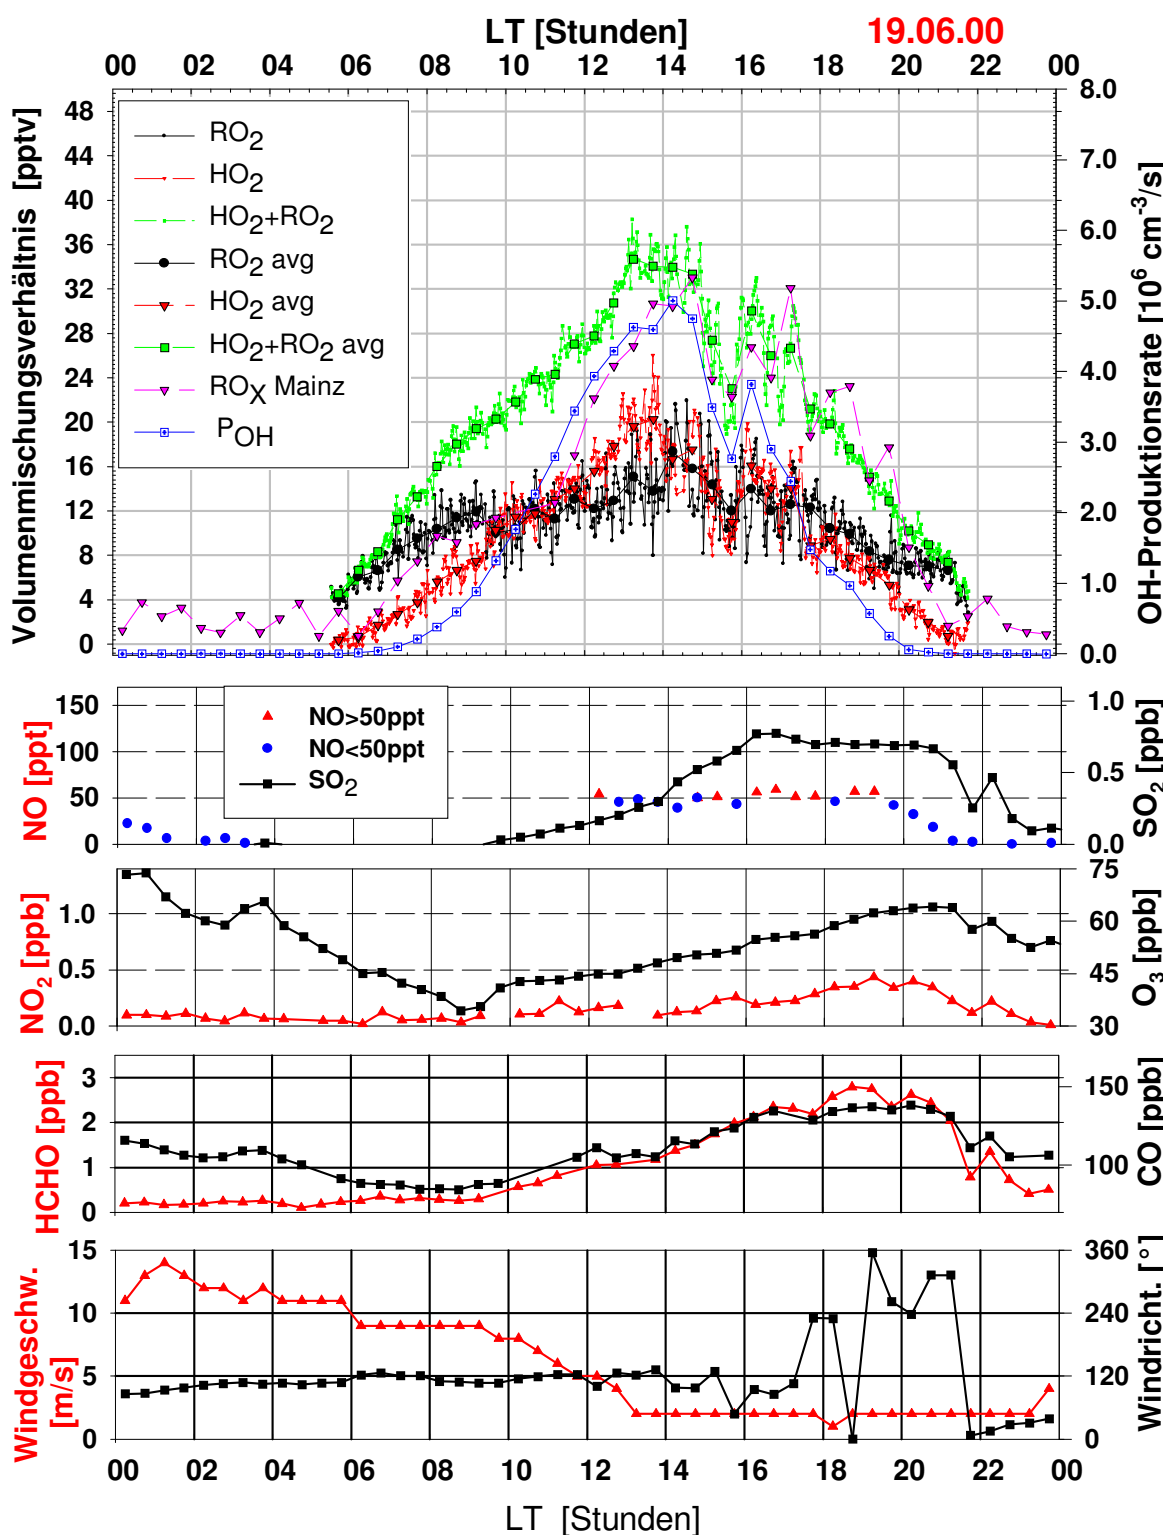 LT [Stunden] 19.06.00
00 02 04 06 08 10 12 14 16 18 20 22 00
Volumenmischungsverhältnis [pptv]
48
44
40
36
32
28
24
20
16
12
8
4
0
RO2
HO2
HO2+RO2
RO2 avg
HO2 avg
HO2+RO2 avg
ROX Mainz
POH
8.0
7.0
6.0
5.0
4.0
3.0
2.0
1.0
0.0
OH-Produktionsrate [10^6 cm^-3/s]
NO [ppt]
150
100
50
0
NO>50ppt
NO<50ppt
SO2
1.0
0.5
0.0
SO2 [ppb]
NO2 [ppb]
1.0
0.5
0.0
75
60
45
30
O3 [ppb]
HCHO [ppb]
3
2
1
0
150
100
CO [ppb]
Windgeschw.
[m/s]
15
10
5
0
360
240
120
0
Windricht. [°]
00 02 04 06 08 10 12 14 16 18 20 22 00
LT [Stunden]